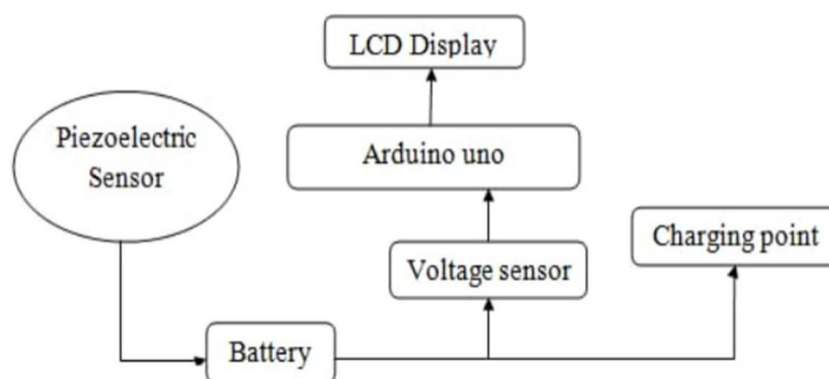 LCD Display
Piezoelectric
Sensor
Arduino uno
Charging point
Voltage sensor
Battery